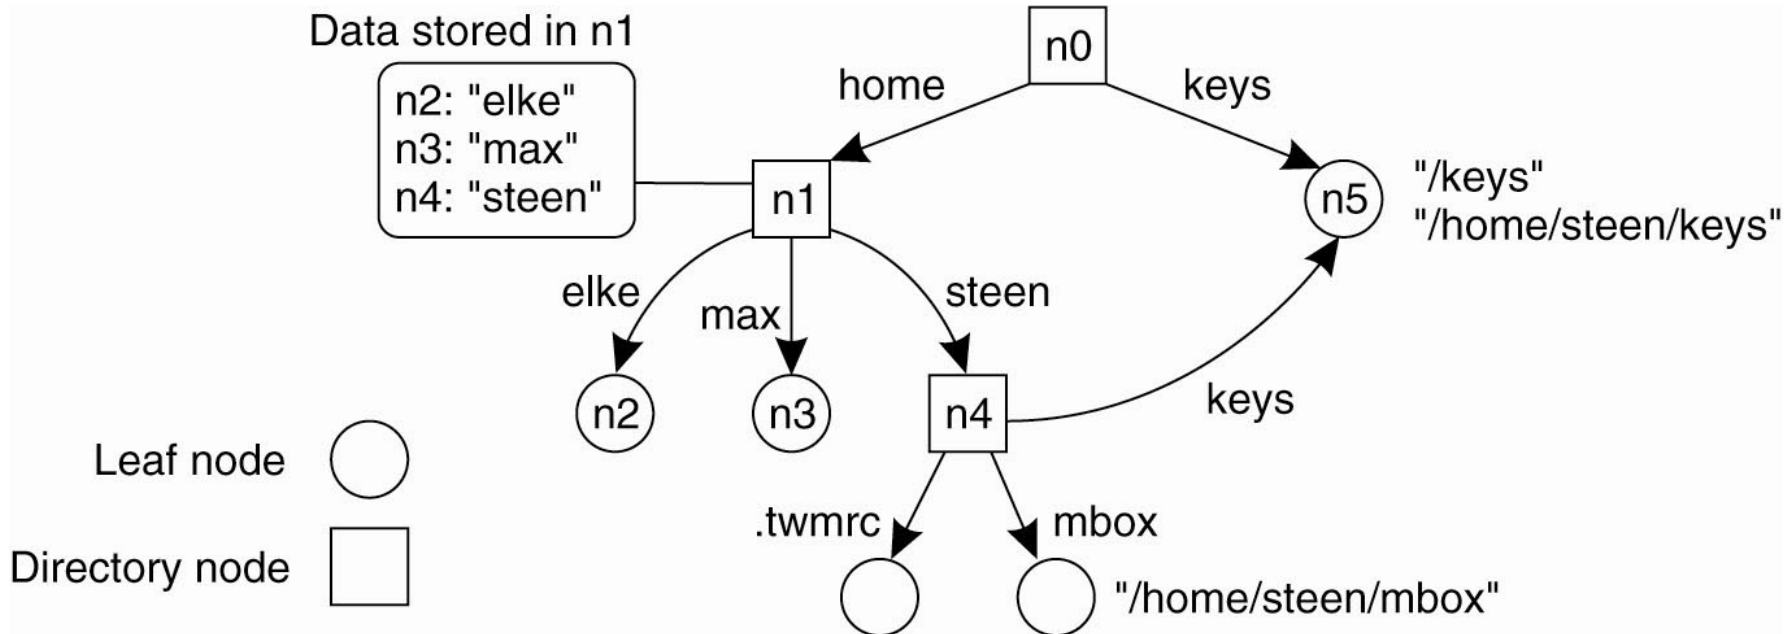 Data stored in n1
n2: "elke"
n3: "max"
n4: "steen"
n0
home
keys
n1
n5
"/keys"
"/home/steen/keys"
elke
max
steen
n2
n3
n4
keys
Leaf node
.twmrc
mbox
Directory node
"/home/steen/mbox"